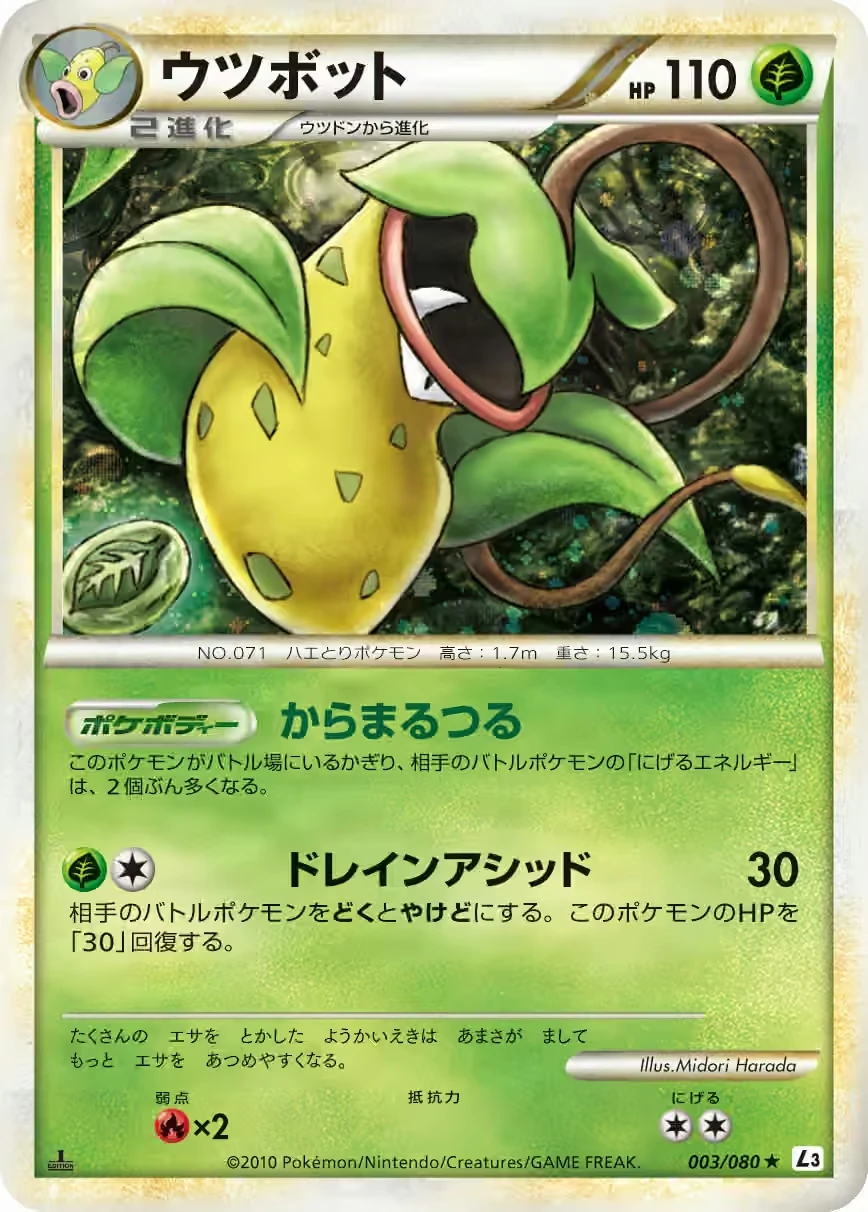 ウツボット
HP 110
2進化
ウツドンから進化
NO.071 ハエとりポケモン 高さ：1.7m 重さ：15.5kg
ポケボディー からまるつる
このポケモンがバトル場にいるかぎり、相手のバトルポケモンの「にげるエネルギー」
は、2個ぶん多くなる。
ドレインアシッド 30
相手のバトルポケモンをどくとやけどにする。このポケモンのHPを
「30」回復する。
たくさんの エサを とかした ようかいえきは あまさが まして
もっと エサを あつめやすくなる。
Illus.Midori Harada
弱点 抵抗力 にげる
×2
1 EDITION ©2010 Pokémon/Nintendo/Creatures/GAME FREAK. 003/080 ★ L3